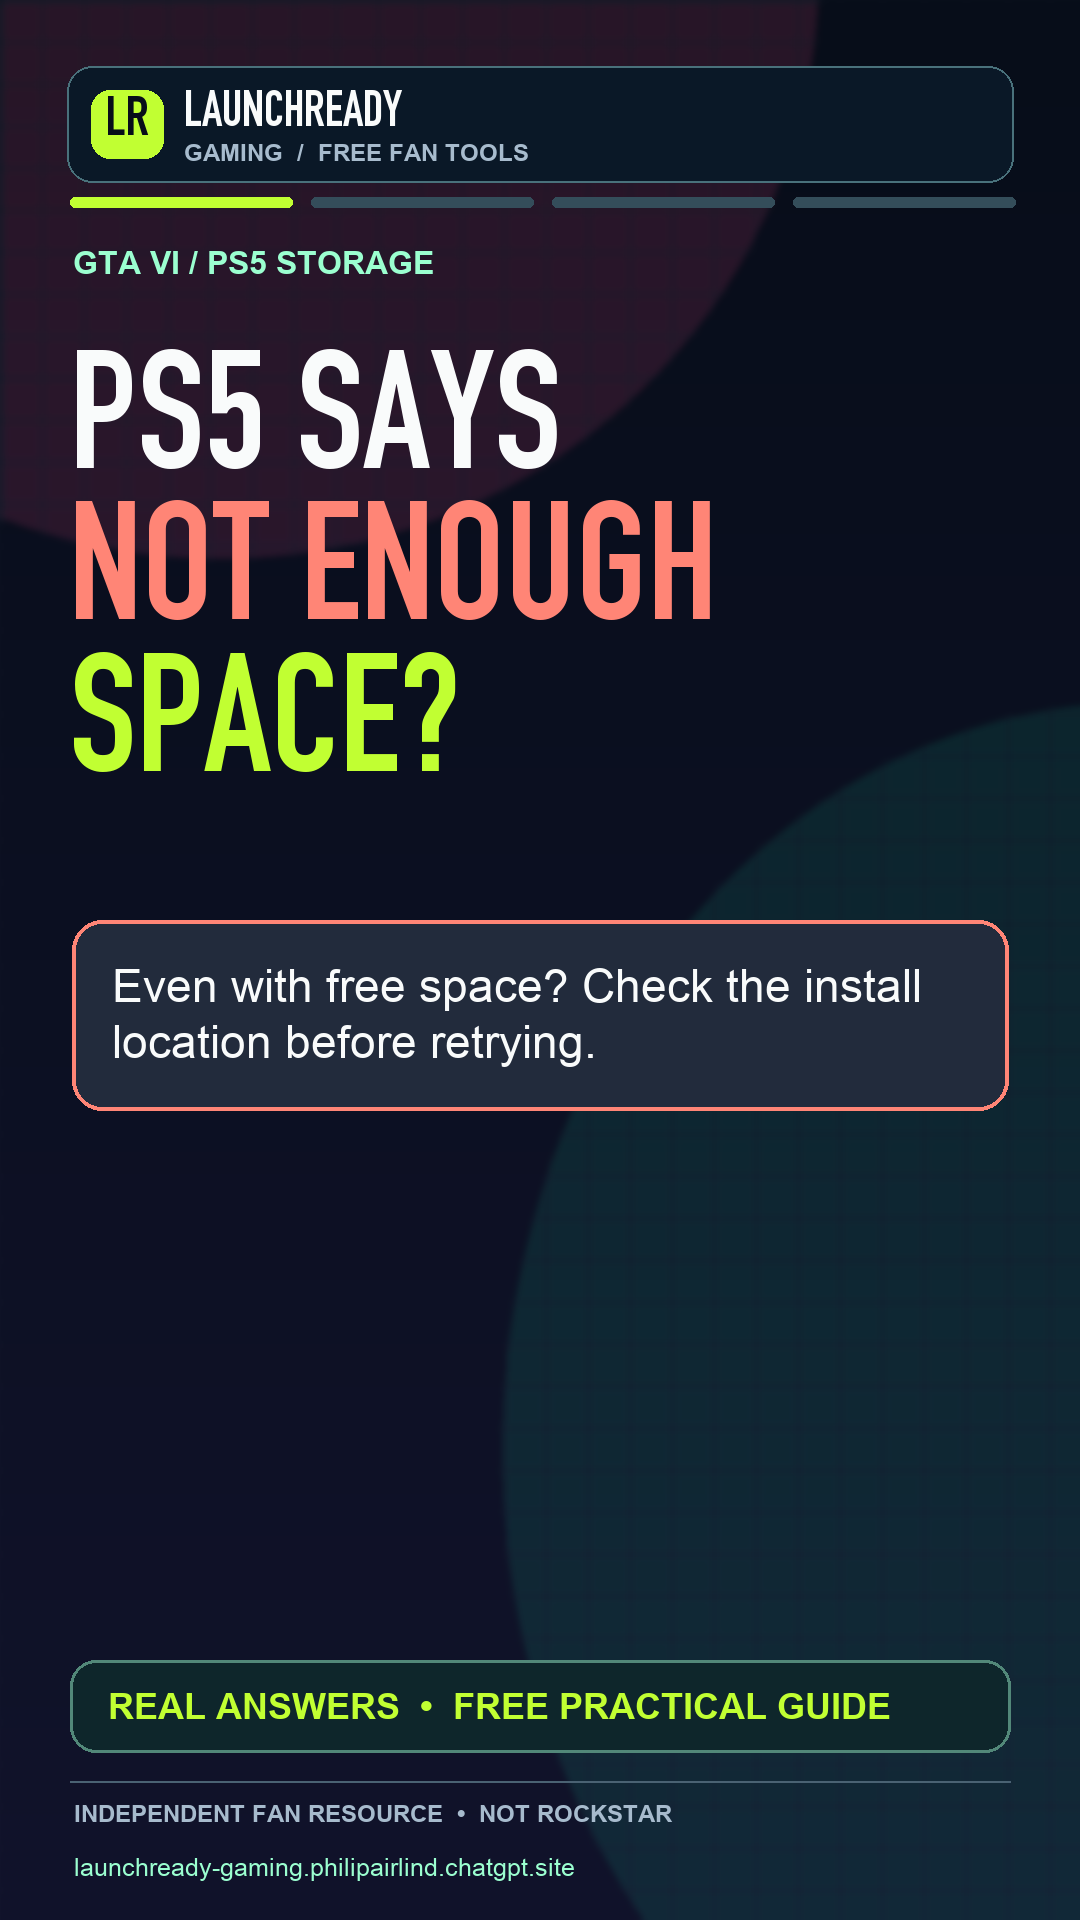 LR
LAUNCHREADY
GAMING / FREE FAN TOOLS
GTA VI / PS5 STORAGE
PS5 SAYS
NOT ENOUGH
SPACE?
Even with free space? Check the install
location before retrying.
REAL ANSWERS • FREE PRACTICAL GUIDE
INDEPENDENT FAN RESOURCE • NOT ROCKSTAR
launchready-gaming.philipairlind.chatgpt.site